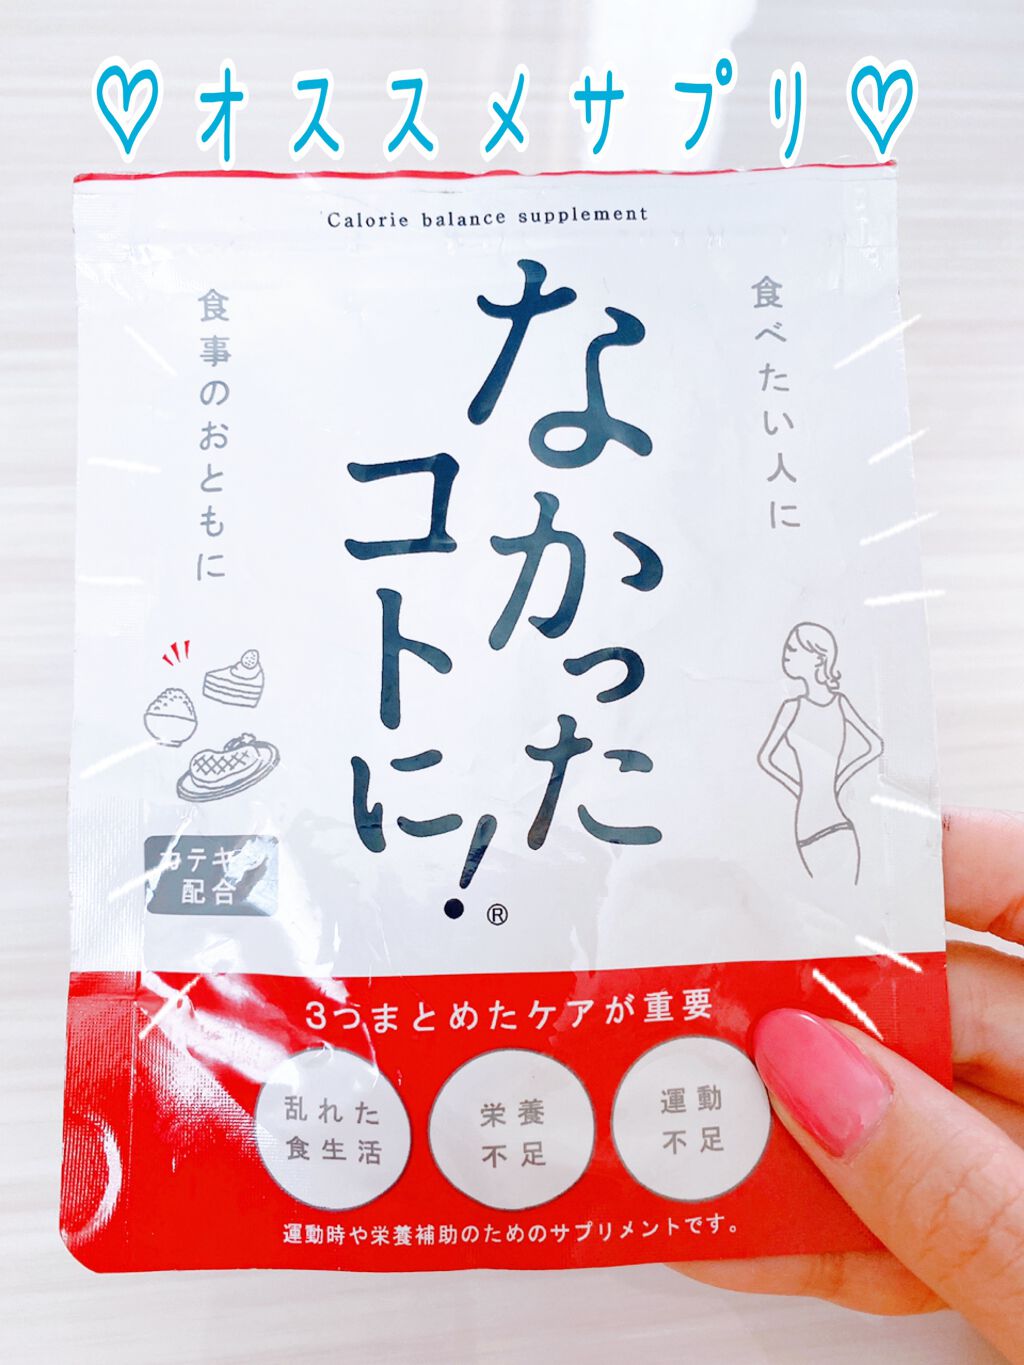 ♡オススメサプリ♡
Calorie balance supplement
食べたい人に
なかった
コトに!®
食事のおともに
カテキン
配合
3つまとめたケアが重要
乱れた
食生活
栄養
不足
運動
不足
運動時や栄養補助のためのサプリメントです。